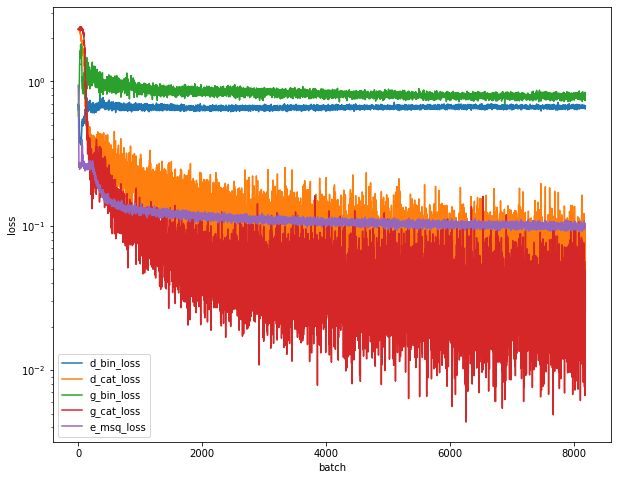 10⁰
10⁻¹
10⁻²
loss
d_bin_loss
d_cat_loss
g_bin_loss
g_cat_loss
e_msq_loss
0 2000 4000 6000 8000
batch